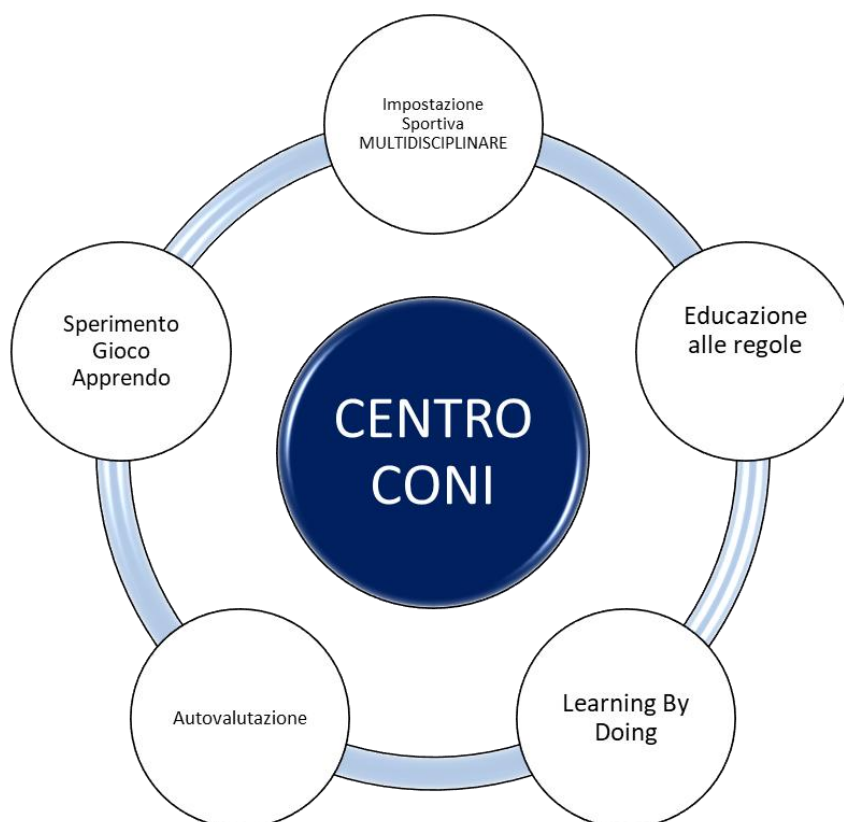 Impostazione
Sportiva
MULTIDISCIPLINARE
Educazione
alle regole
Learning By
Doing
Autovalutazione
Sperimento
Gioco
Apprendo
CENTRO
CONI